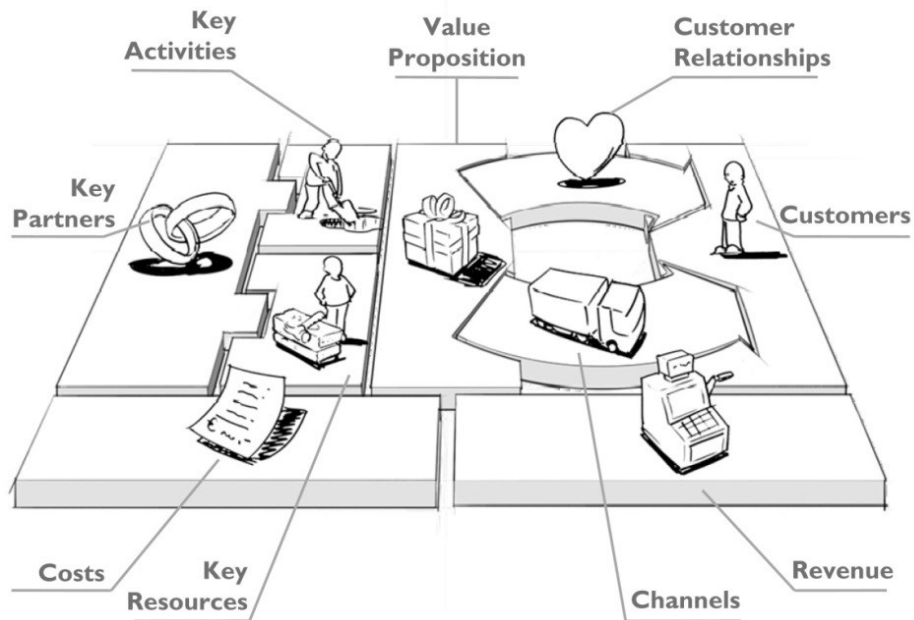 Key
Activities
Value
Proposition
Customer
Relationships
Key
Partners
Customers
Costs
Key
Resources
Channels
Revenue